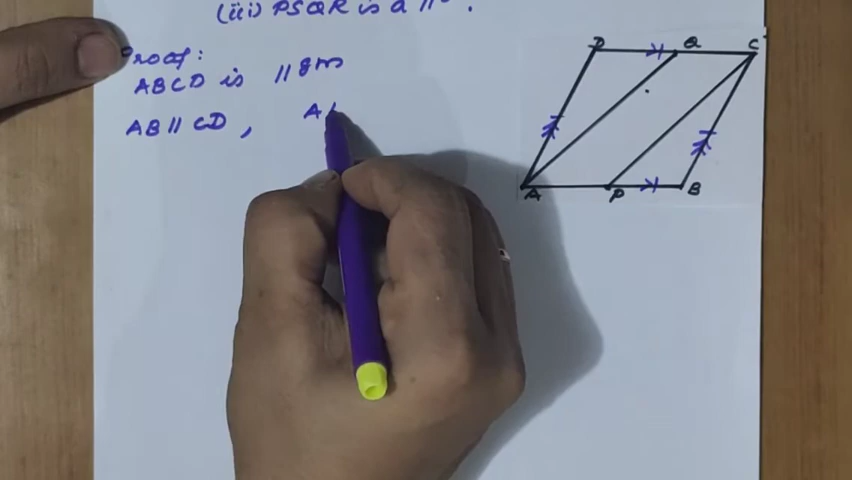 (iii) PSQR is a ||gm.
Proof:
ABCD is ||gm
AB || CD ,
D Q C
A P B